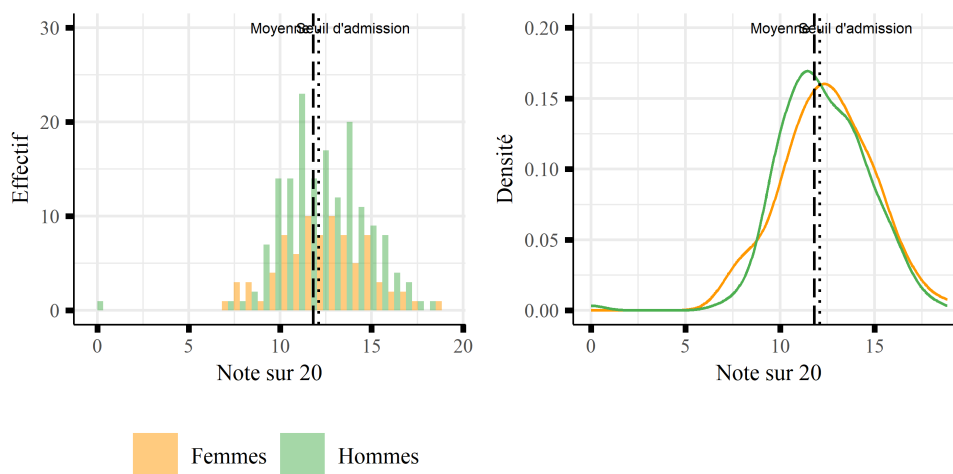 Moyenne Seuil d'admission
30
20
10
0
Effectif
0 5 10 15 20
Note sur 20
Moyenne Seuil d'admission
0.20
0.15
0.10
0.05
0.00
Densité
0 5 10 15
Note sur 20
Femmes Hommes